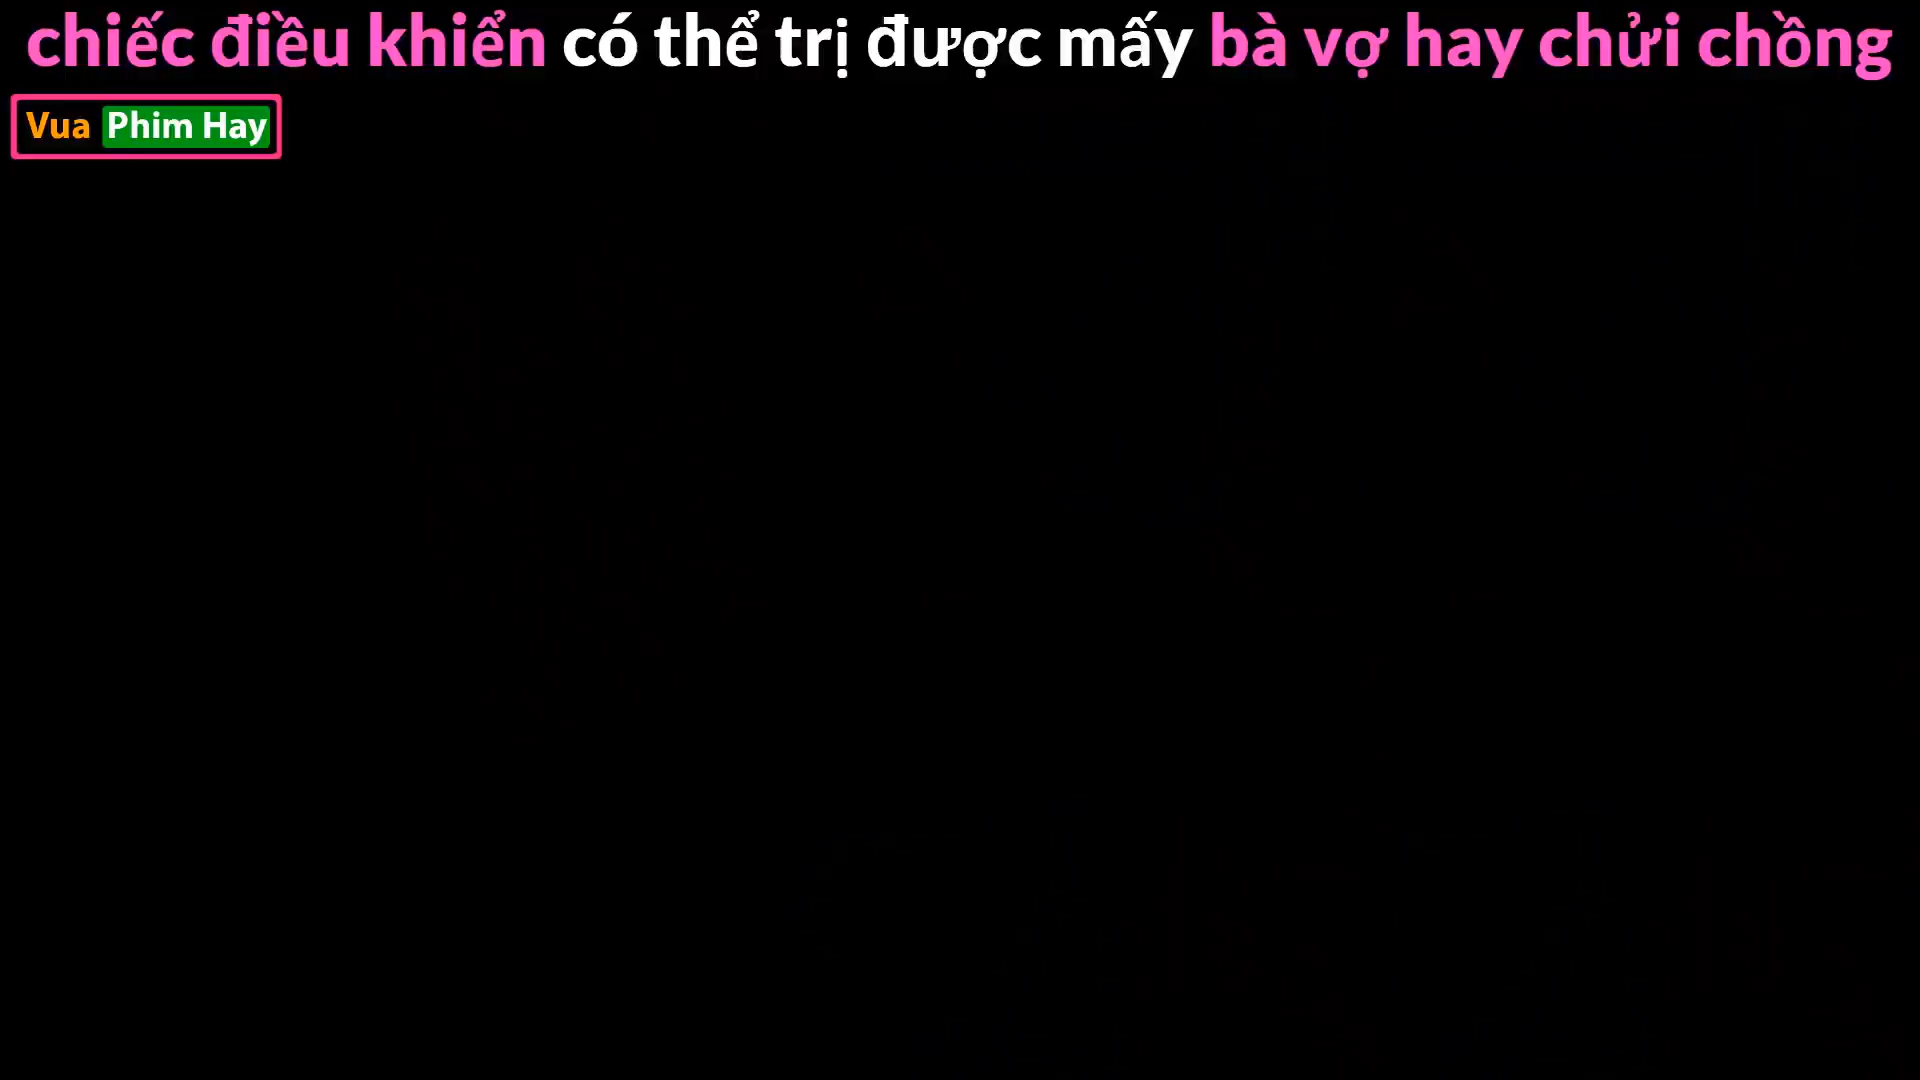 chiếc điều khiển có thể trị được mấy bà vợ hay chửi chồng
Vua Phim Hay